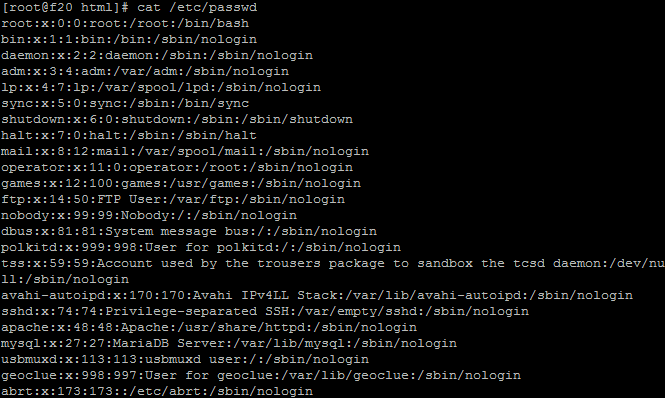 [root@f20 html]# cat /etc/passwd
root:x:0:0:root:/root:/bin/bash
bin:x:1:1:bin:/bin:/sbin/nologin
daemon:x:2:2:daemon:/sbin:/sbin/nologin
adm:x:3:4:adm:/var/adm:/sbin/nologin
lp:x:4:7:lp:/var/spool/lpd:/sbin/nologin
sync:x:5:0:sync:/sbin:/bin/sync
shutdown:x:6:0:shutdown:/sbin:/sbin/shutdown
halt:x:7:0:halt:/sbin:/sbin/halt
mail:x:8:12:mail:/var/spool/mail:/sbin/nologin
operator:x:11:0:operator:/root:/sbin/nologin
games:x:12:100:games:/usr/games:/sbin/nologin
ftp:x:14:50:FTP User:/var/ftp:/sbin/nologin
nobody:x:99:99:Nobody:/:/sbin/nologin
dbus:x:81:81:System message bus:/:/sbin/nologin
polkitd:x:999:998:User for polkitd:/:/sbin/nologin
tss:x:59:59:Account used by the trousers package to sandbox the tcsd daemon:/dev/nu
ll:/sbin/nologin
avahi-autoipd:x:170:170:Avahi IPv4LL Stack:/var/lib/avahi-autoipd:/sbin/nologin
sshd:x:74:74:Privilege-separated SSH:/var/empty/sshd:/sbin/nologin
apache:x:48:48:Apache:/usr/share/httpd:/sbin/nologin
mysql:x:27:27:MariaDB Server:/var/lib/mysql:/sbin/nologin
usbmuxd:x:113:113:usbmuxd user:/:/sbin/nologin
geoclue:x:998:997:User for geoclue:/var/lib/geoclue:/sbin/nologin
abrt:x:173:173::/etc/abrt:/sbin/nologin